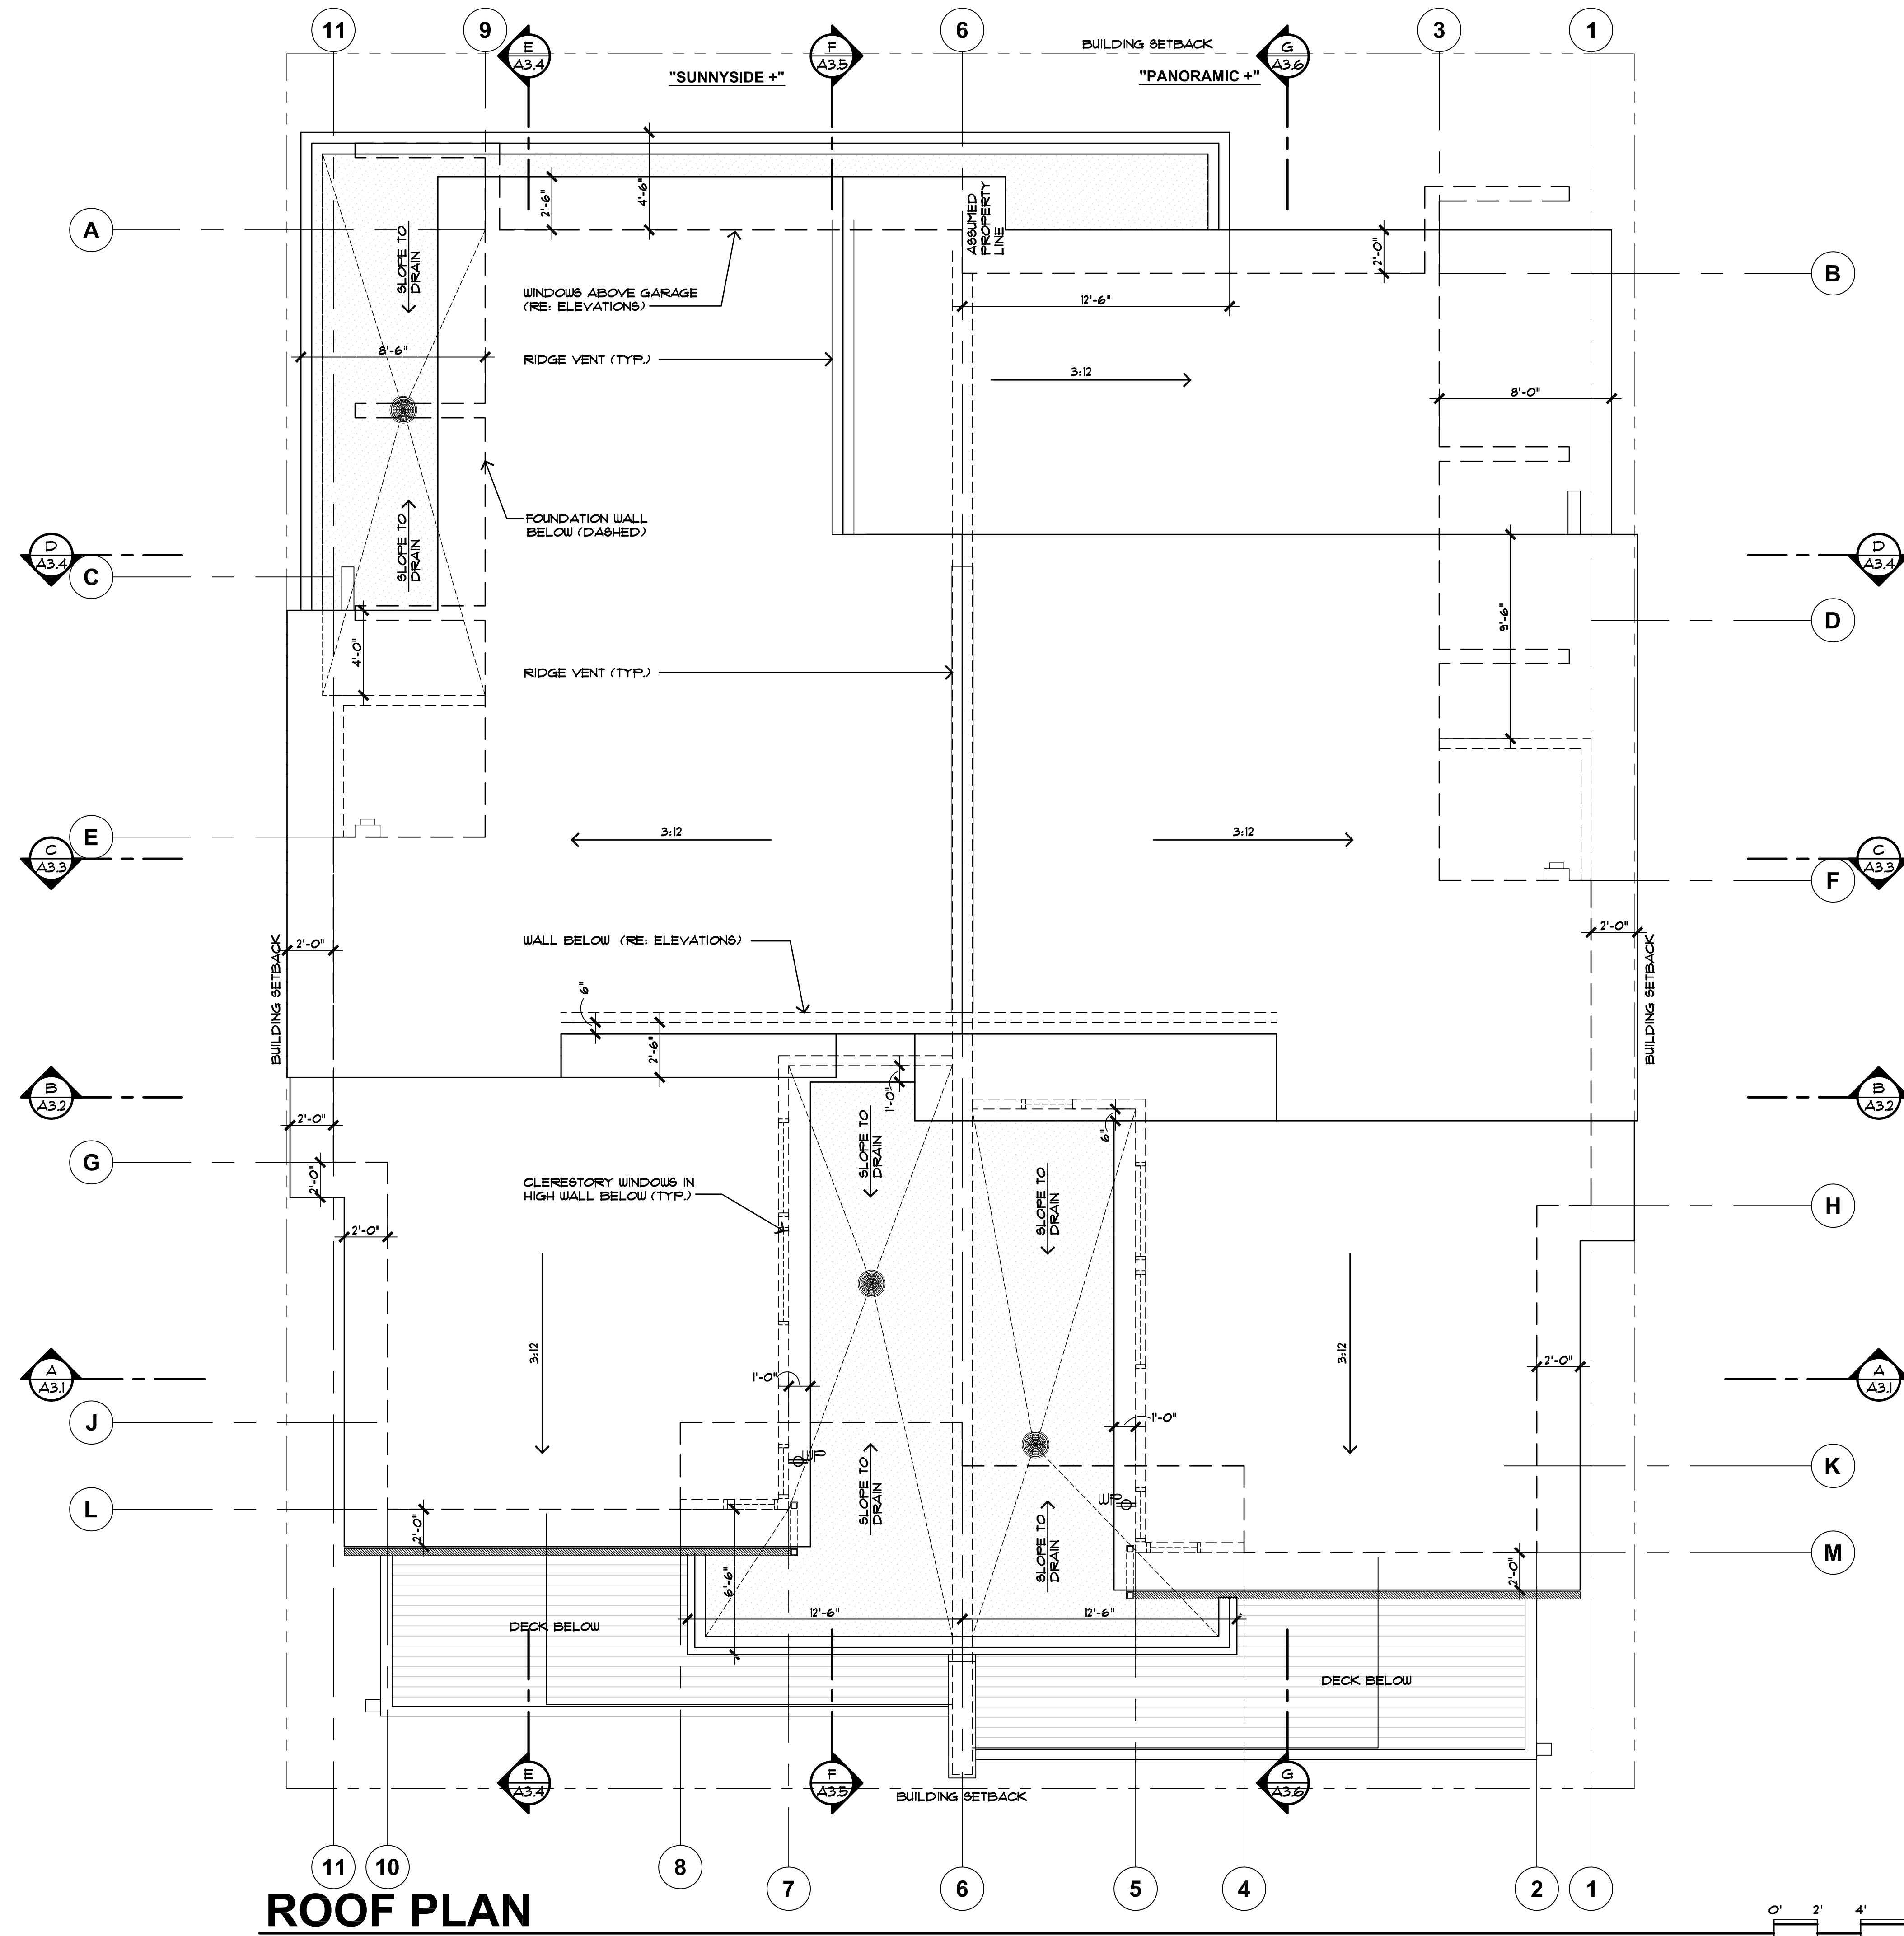 11
9
6
3
1
E
A3.4
F
A3.5
G
A3.6
BUILDING SETBACK
"SUNNYSIDE +"
"PANORAMIC +"
4'-6"
2'-6"
ASSUMED
PROPERTY
LINE
A
2'-0"
B
SLOPE TO
DRAIN
WINDOWS ABOVE GARAGE
(RE: ELEVATIONS)
12'-6"
8'-6"
RIDGE VENT (TYP.)
3:12
8'-0"
SLOPE TO
DRAIN
FOUNDATION WALL
BELOW (DASHED)
D
A3.4
C
D
A3.4
9'-6"
D
4'-0"
RIDGE VENT (TYP.)
E
3:12
3:12
C
A3.3
C
A3.3
F
BUILDING SETBACK
2'-0"
WALL BELOW (RE: ELEVATIONS)
2'-0"
BUILDING SETBACK
6"
2'-6"
1'-0"
B
A3.2
B
A3.2
2'-0"
SLOPE TO
DRAIN
6"
G
2'-0"
CLERESTORY WINDOWS IN
HIGH WALL BELOW (TYP.)
SLOPE TO
DRAIN
H
2'-0"
3:12
3:12
A
A3.1
1'-0"
2'-0"
A
A3.1
J
1'-0"
WP
SLOPE TO
DRAIN
K
WP
L
2'-0"
SLOPE TO
DRAIN
M
2'-0"
6'-6"
12'-6"
12'-6"
DECK BELOW
DECK BELOW
E
A3.4
F
A3.5
G
A3.6
BUILDING SETBACK
11
10
8
7
6
5
4
2
1
ROOF PLAN
0'
2'
4'